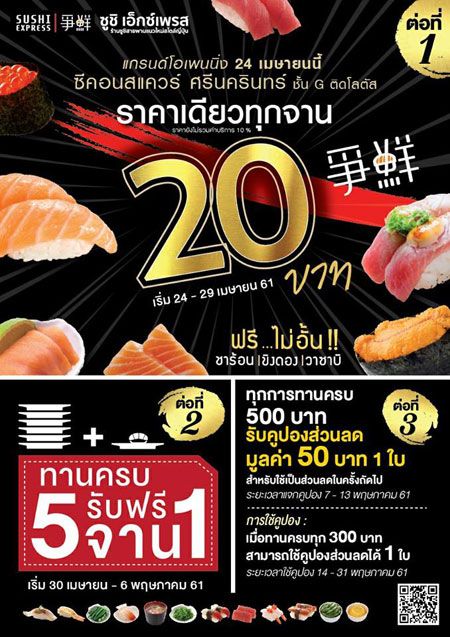 SUSHI EXPRESS
争鮮
ซูชิ เอ็กซ์เพรส
ร้านซูชิสายพานแนวใหม่สไตล์ญี่ปุ่น
ต่อที่ 1
แกรนด์โอเพนนิ่ง 24 เมษายนนี้
ซีคอนสแควร์ ศรีนครินทร์ ชั้น G ติดโลตัส
ราคาเดียวทุกจาน
ราคายังไม่รวมค่าบริการ 10 %
争鮮
20
บาท
เริ่ม 24 - 29 เมษายน 61
ฟรี...ไม่อั้น !!
ชาร้อน |ขิงดอง|วาซาบิ
ต่อที่ 2
+
ทานครบ
5 รับฟรี 1
จาน
เริ่ม 30 เมษายน - 6 พฤษภาคม 61
ต่อที่ 3
ทุกการทานครบ
500 บาท
รับคูปองส่วนลด
มูลค่า 50 บาท 1 ใบ
สำหรับใช้เป็นส่วนลดในครั้งถัดไป
ระยะเวลาแจกคูปอง 7 - 13 พฤษภาคม 61
การใช้คูปอง :
เมื่อทานครบทุก 300 บาท
สามารถใช้คูปองส่วนลดได้ 1 ใบ
ระยะเวลาใช้คูปอง 14 - 31 พฤษภาคม 61